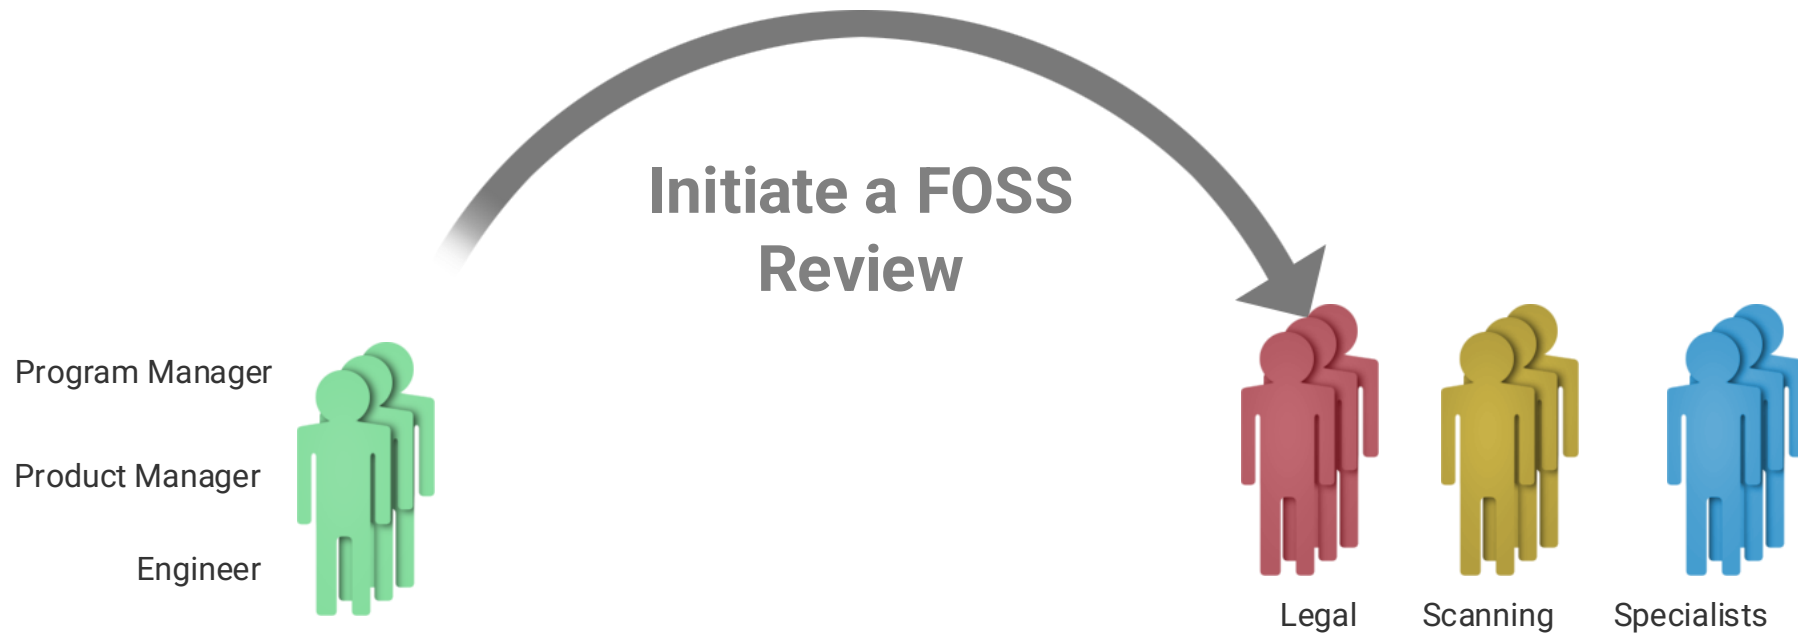 Initiate a FOSS
Review
Program Manager
Product Manager
Engineer
Legal
Scanning
Specialists